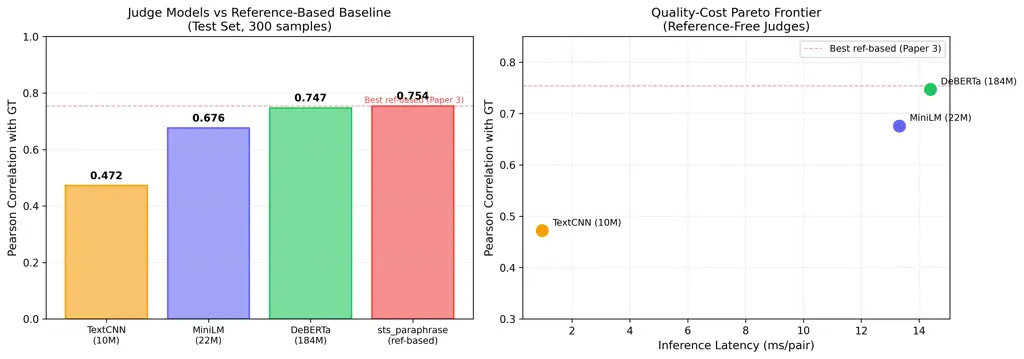 Judge Models vs Reference-Based Baseline
(Test Set, 300 samples)
Pearson Correlation with GT
1.0
0.8
0.6
0.4
0.2
0.0
0.472
0.676
0.747
0.754
Best ref-based (Paper 3)
TextCNN
(10M)
MiniLM
(22M)
DeBERTa
(184M)
sts_paraphrase
(ref-based)
Quality-Cost Pareto Frontier
(Reference-Free Judges)
Best ref-based (Paper 3)
Pearson Correlation with GT
0.8
0.7
0.6
0.5
0.4
0.3
DeBERTa (184M)
MiniLM (22M)
TextCNN (10M)
2
4
6
8
10
12
14
Inference Latency (ms/pair)